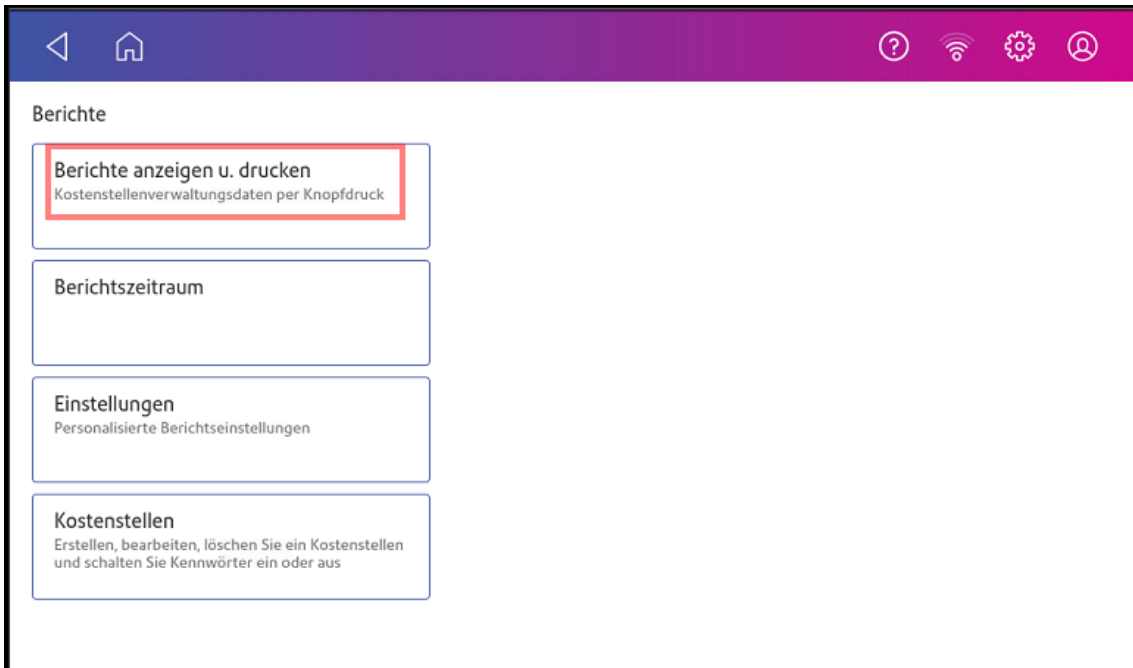 Berichte
Berichte anzeigen u. drucken
Kostenstellenverwaltungsdaten per Knopfdruck
Berichtszeitraum
Einstellungen
Personalisierte Berichtseinstellungen
Kostenstellen
Erstellen, bearbeiten, löschen Sie ein Kostenstellen
und schalten Sie Kennwörter ein oder aus